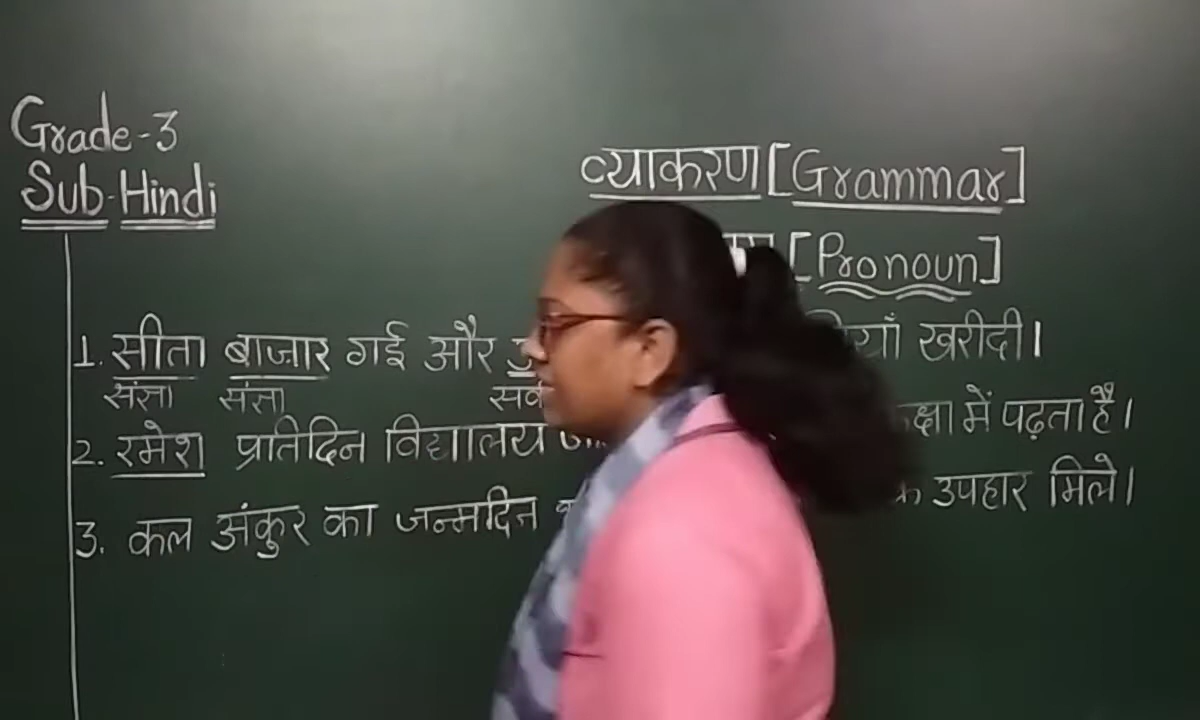 Grade-3
Sub-Hindi
व्याकरण [Grammar]
[Pronoun]
1. सीता बाजार गई और खरीदी।
संज्ञा संज्ञा
2. रमेश प्रतिदिन विद्यालय में पढ़ता है।
3. कल अंकुर का जन्मदिन उपहार मिले।